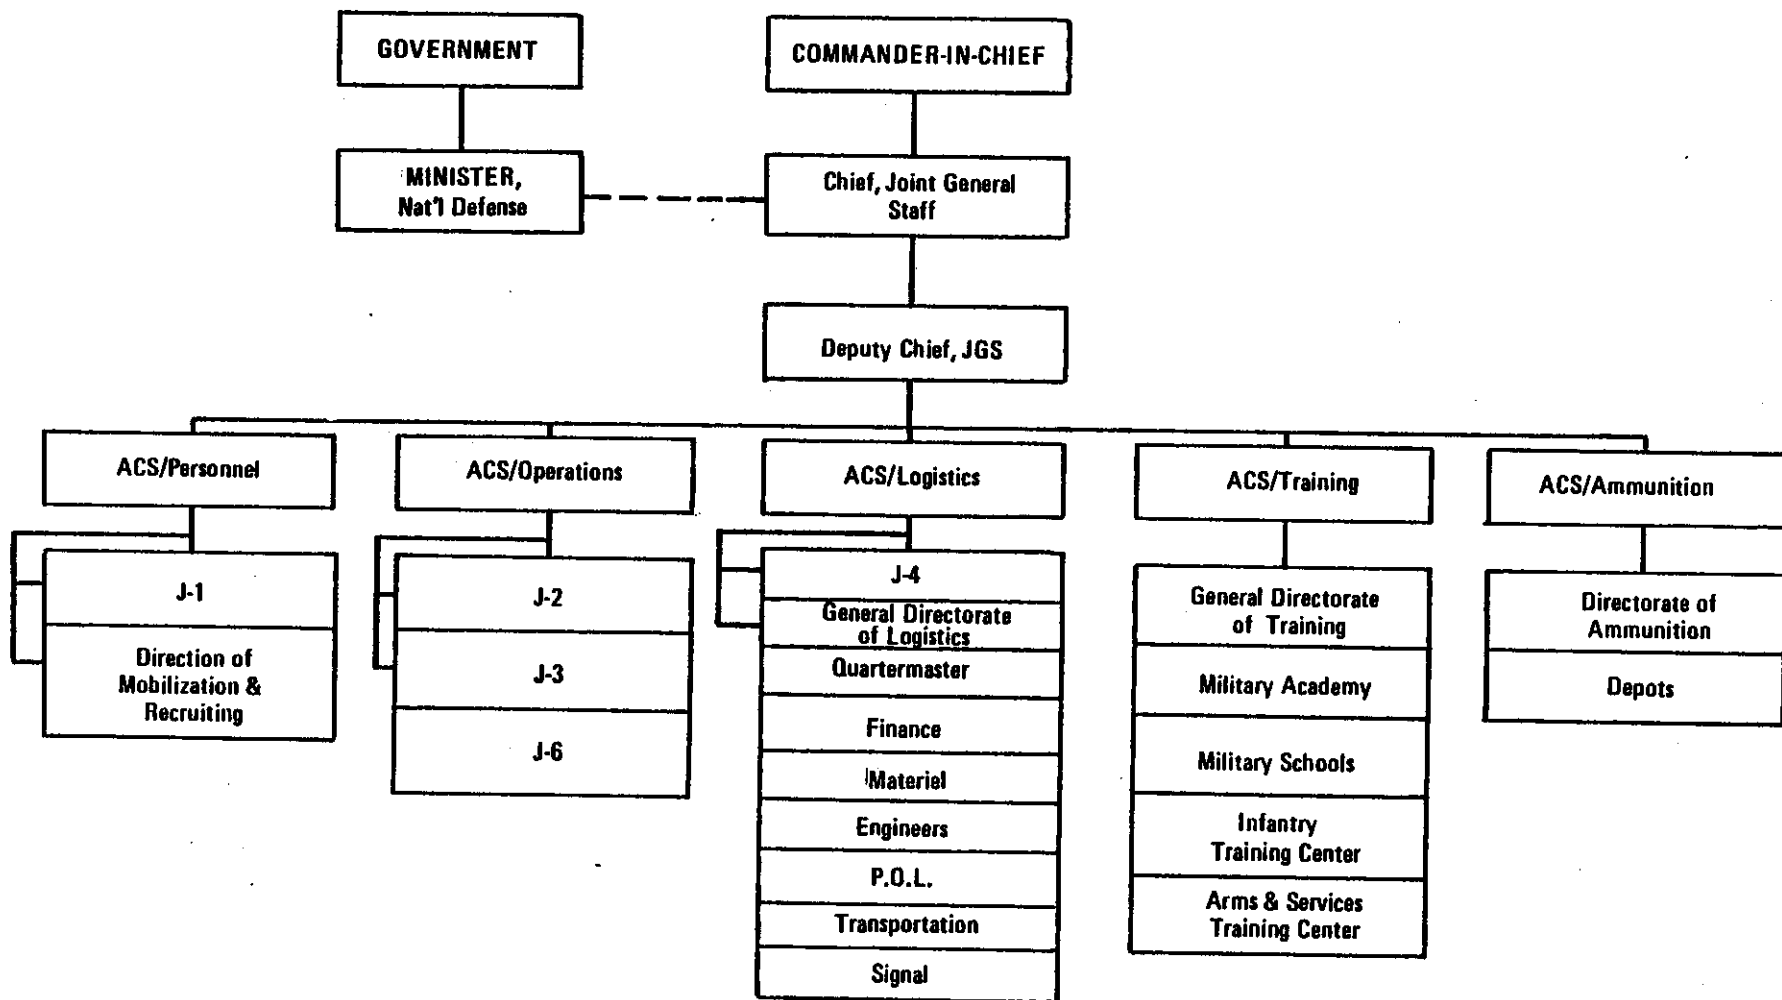 GOVERNMENT
COMMANDER-IN-CHIEF
MINISTER,
Nat'l Defense
Chief, Joint General
Staff
Deputy Chief, JGS
ACS/Personnel
ACS/Operations
ACS/Logistics
ACS/Training
ACS/Ammunition
J-1
Direction of
Mobilization &
Recruiting
J-2
J-3
J-6
J-4
General Directorate
of Logistics
Quartermaster
Finance
Materiel
Engineers
P.O.L.
Transportation
Signal
General Directorate
of Training
Military Academy
Military Schools
Infantry
Training Center
Arms & Services
Training Center
Directorate of
Ammunition
Depots